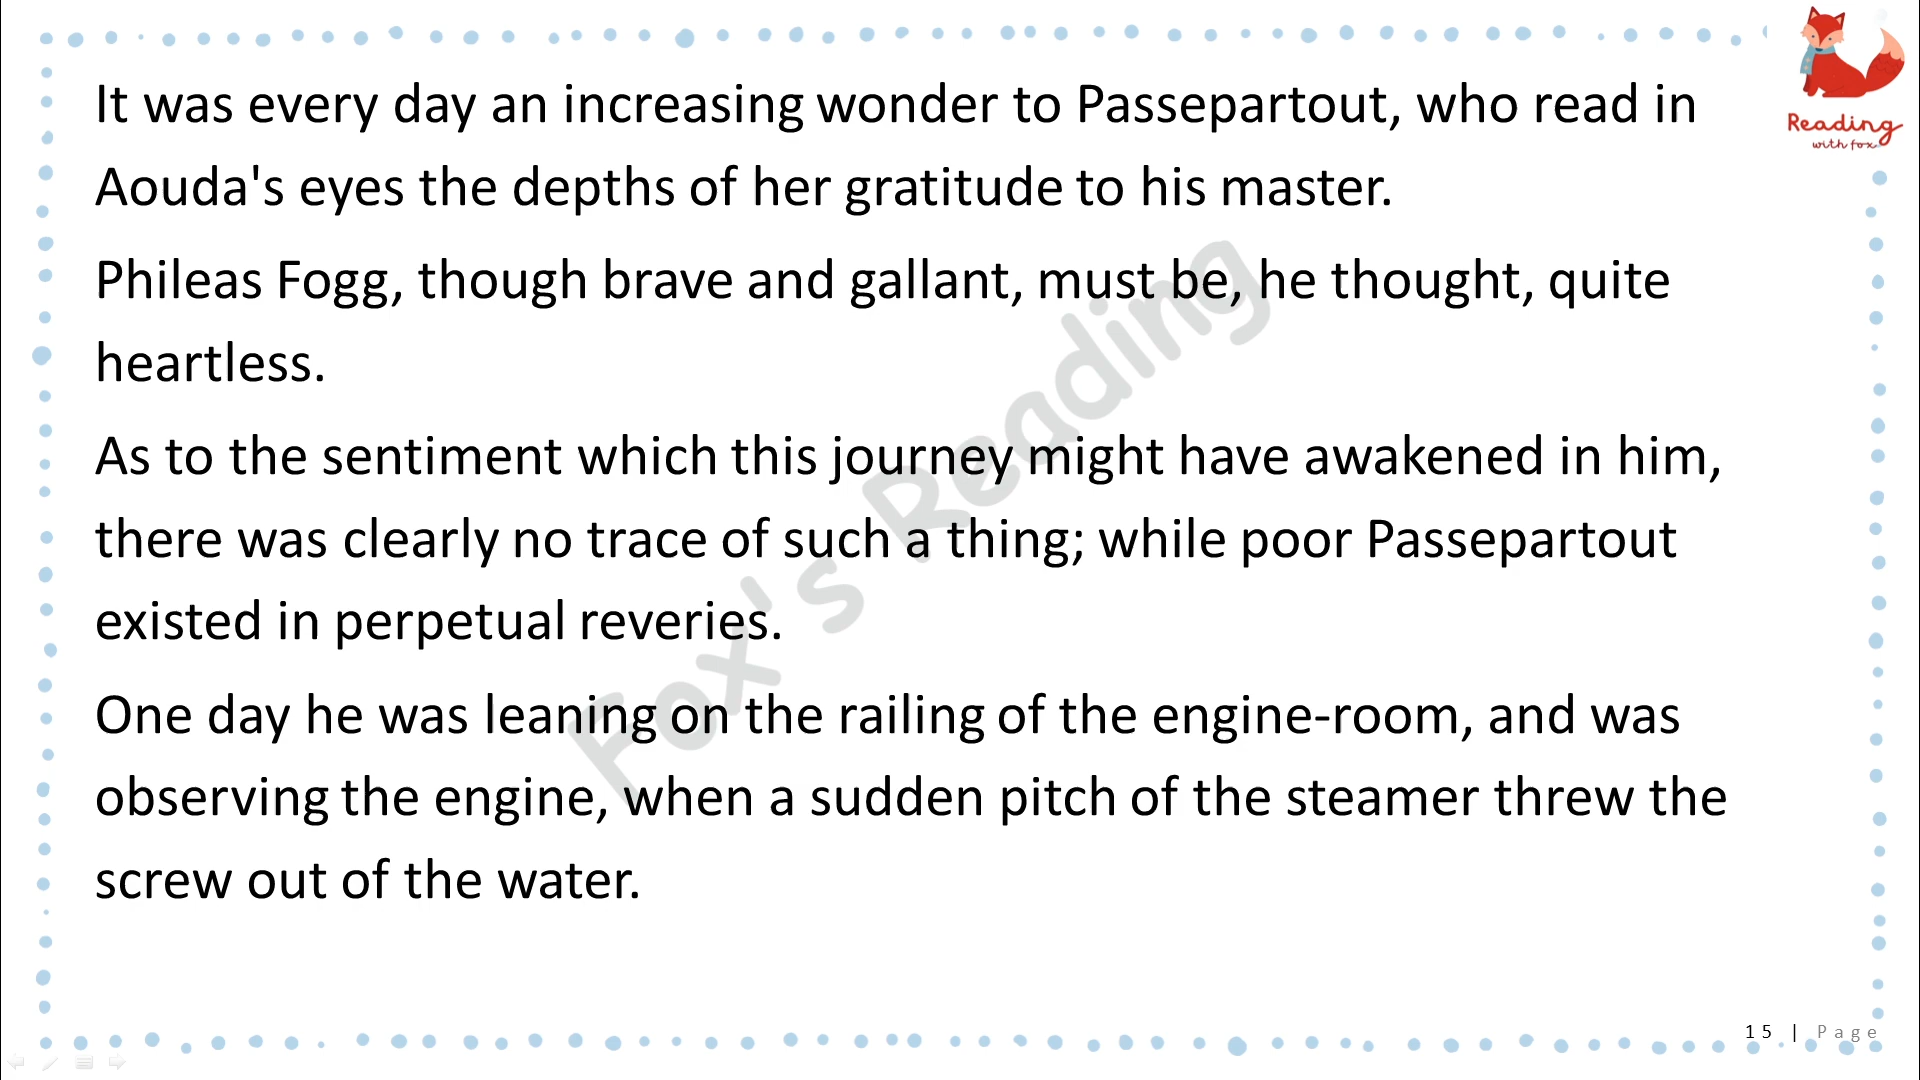 It was every day an increasing wonder to Passepartout, who read in
Aouda's eyes the depths of her gratitude to his master.
Phileas Fogg, though brave and gallant, must be, he thought, quite
heartless.
As to the sentiment which this journey might have awakened in him,
there was clearly no trace of such a thing; while poor Passepartout
existed in perpetual reveries.
One day he was leaning on the railing of the engine-room, and was
observing the engine, when a sudden pitch of the steamer threw the
screw out of the water.
Fox's Reading
Reading
with fox
15 | Page